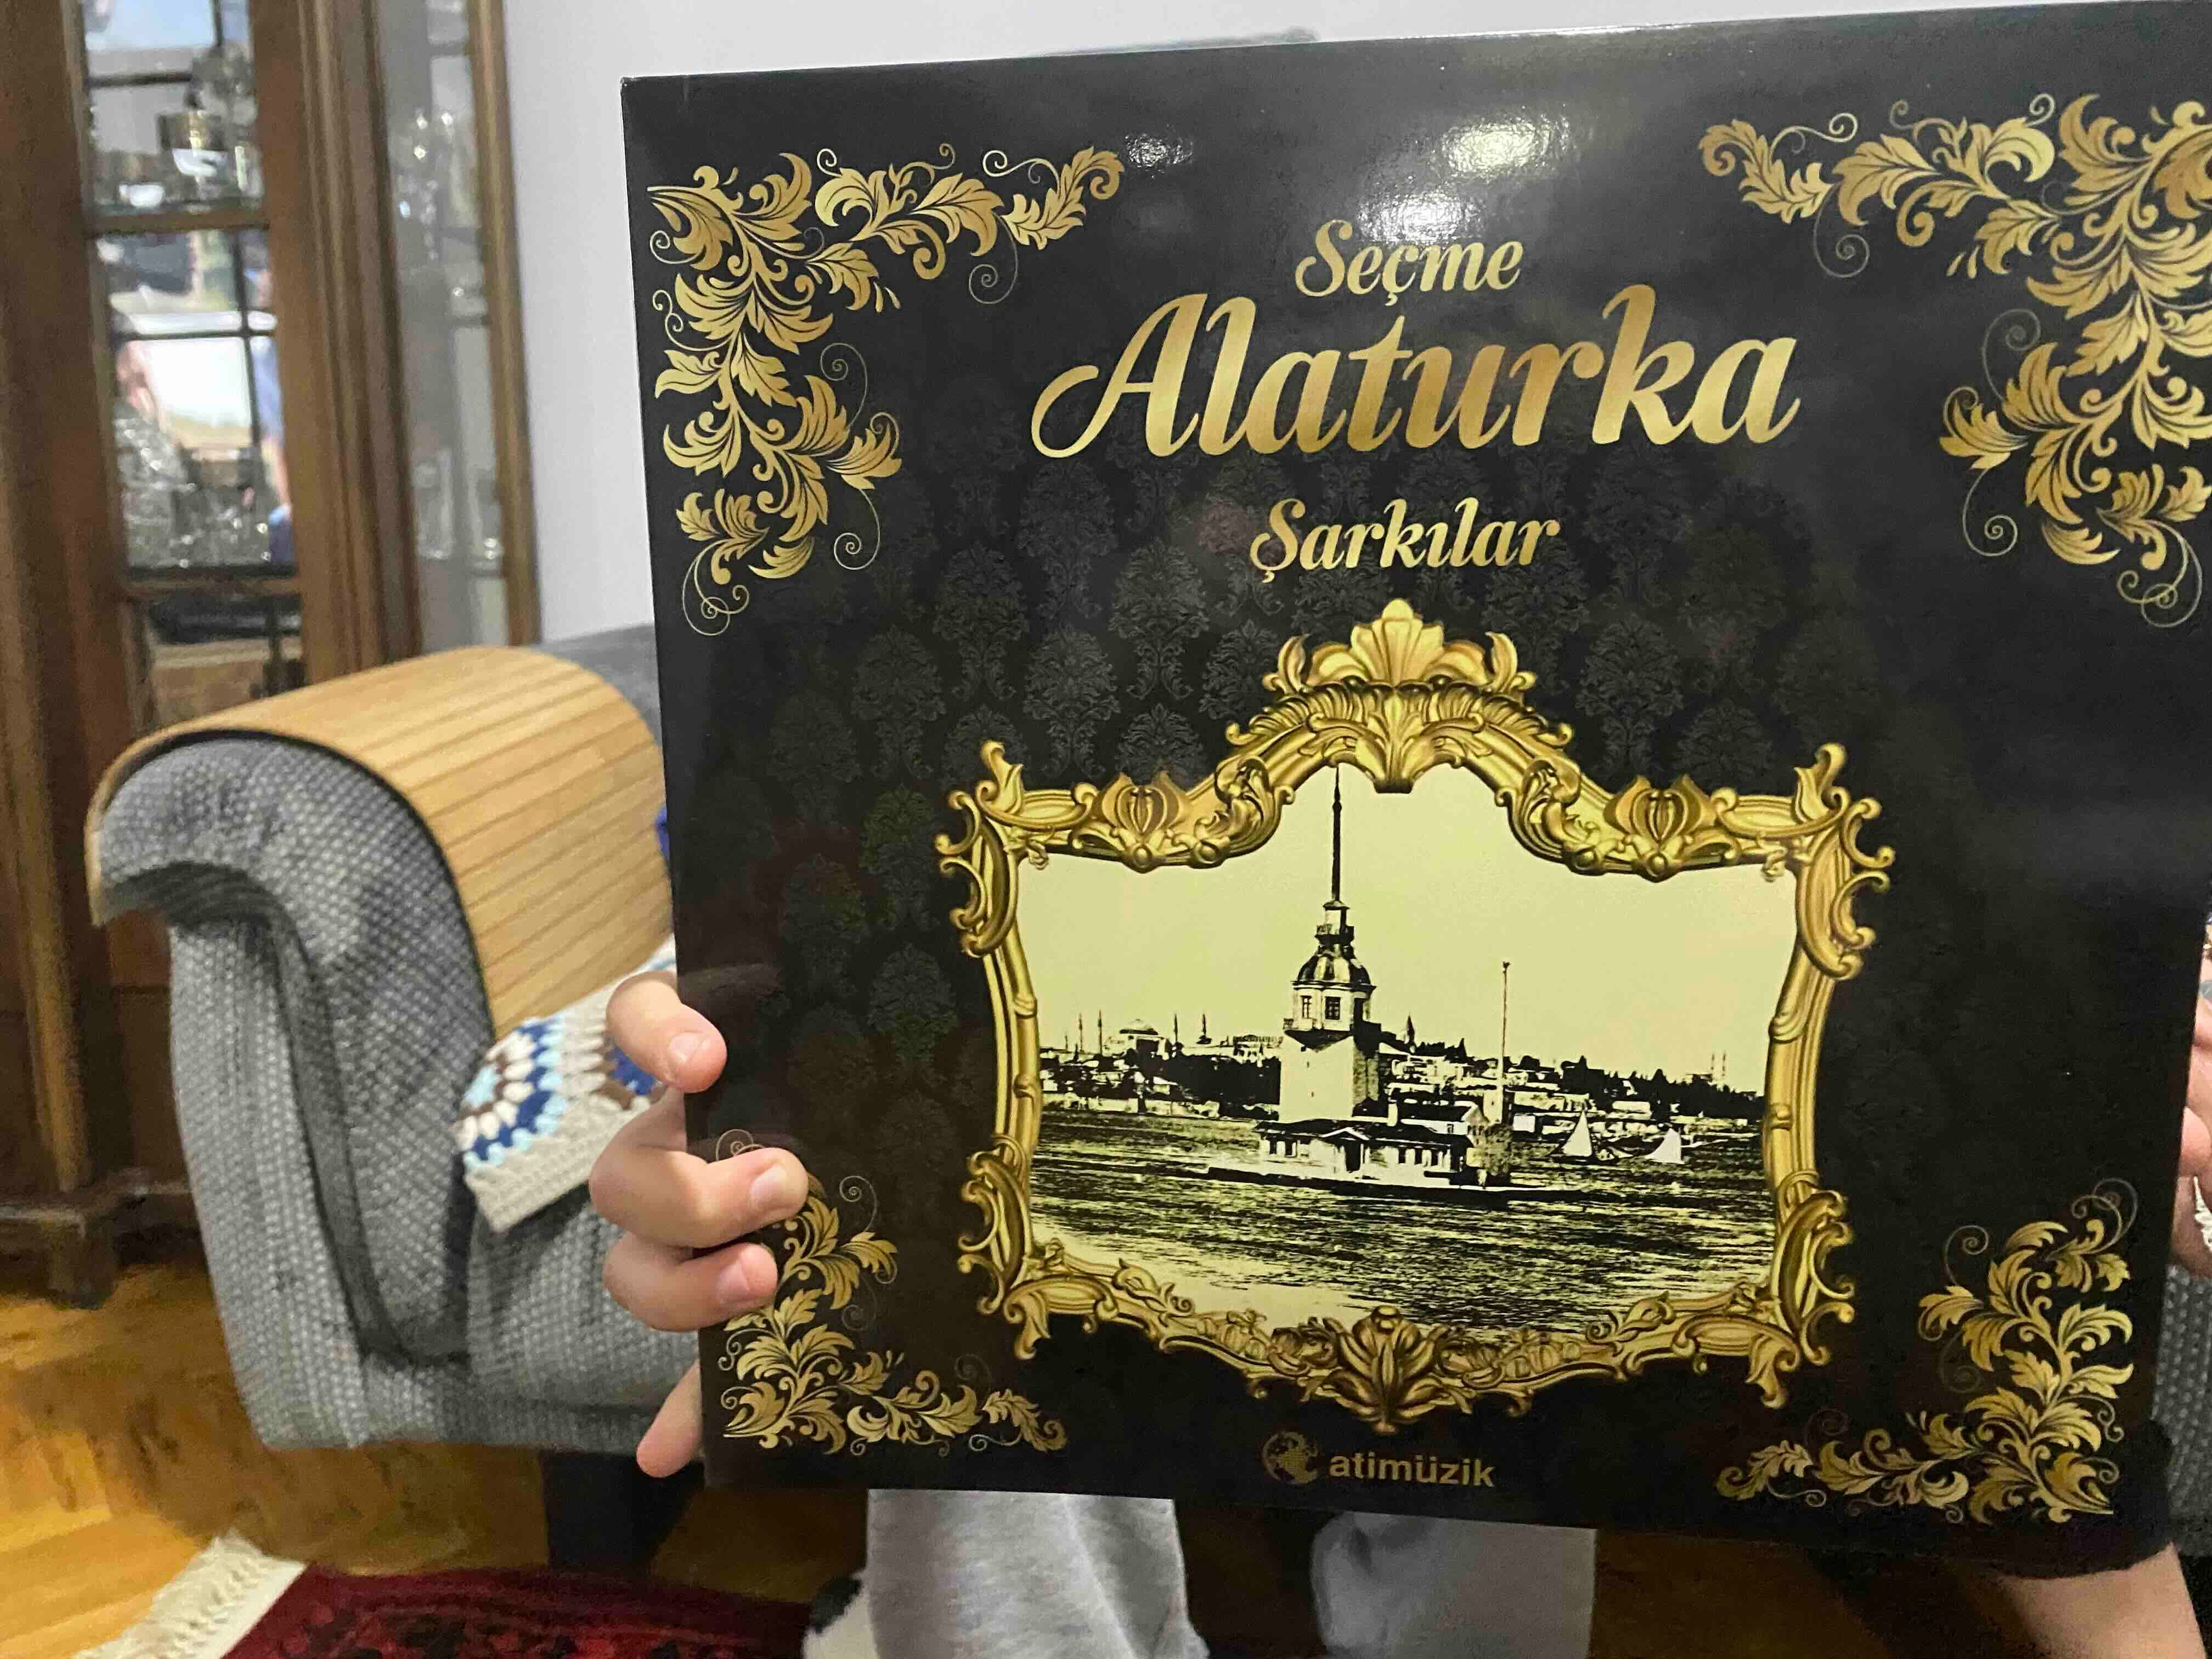 Seçme
Alaturka
Şarkılar
atimüzik